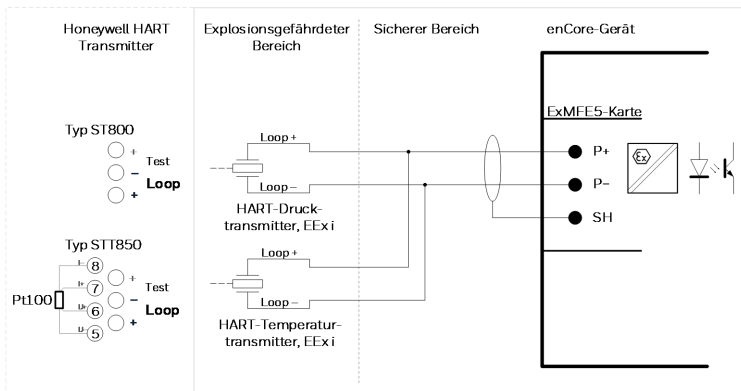 Honeywell HART
Transmitter
Explosionsgefährdeter
Bereich
Sicherer Bereich
enCore-Gerät
ExMFE5-Karte
Typ ST800
+
Test
–
Loop
+
Loop+
Loop–
HART-Druck-
transmitter, EEx i
P+
P–
SH
Ex
Typ STT850
Pt100
I-
8
I+
7
U+
6
U-
5
+
Test
–
Loop
+
Loop+
Loop–
HART-Temperatur-
transmitter, EEx i